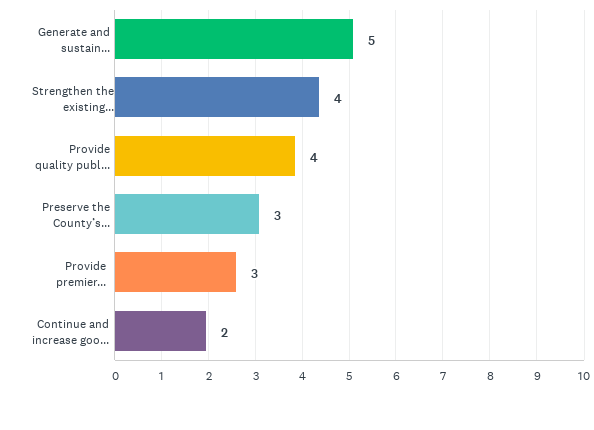 Generate and
sustain...
5
Strengthen the
existing...
4
Provide
quality publ...
4
Preserve the
County's...
3
Provide
premier...
3
Continue and
increase goo...
2
0 1 2 3 4 5 6 7 8 9 10